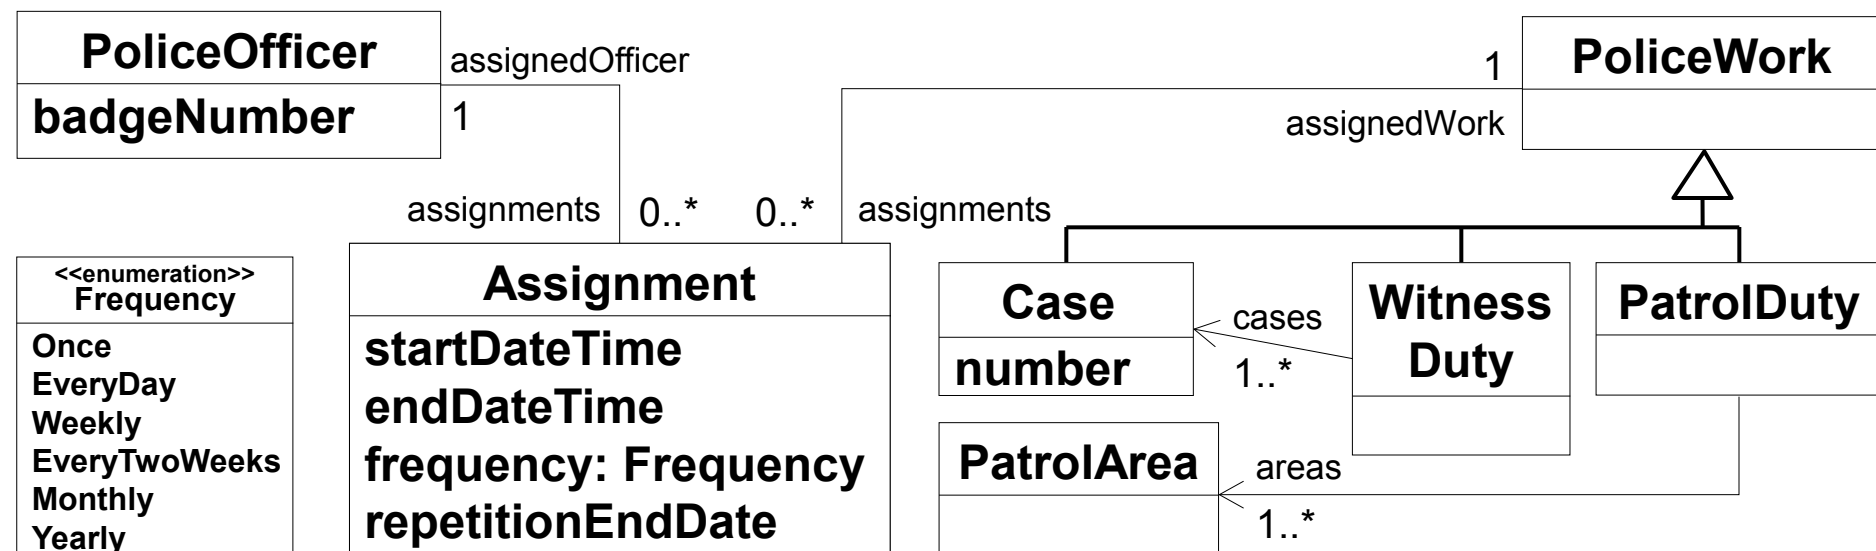 PoliceOfficer
badgeNumber
assignedOfficer
1
1
assignedWork
PoliceWork
assignments
0..*
0..*
assignments
<<enumeration>>
Frequency
Once
EveryDay
Weekly
EveryTwoWeeks
Monthly
Yearly
Assignment
startDateTime
endDateTime
frequency: Frequency
repetitionEndDate
Case
number
cases
1..*
Witness
Duty
PatrolDuty
PatrolArea
areas
1..*